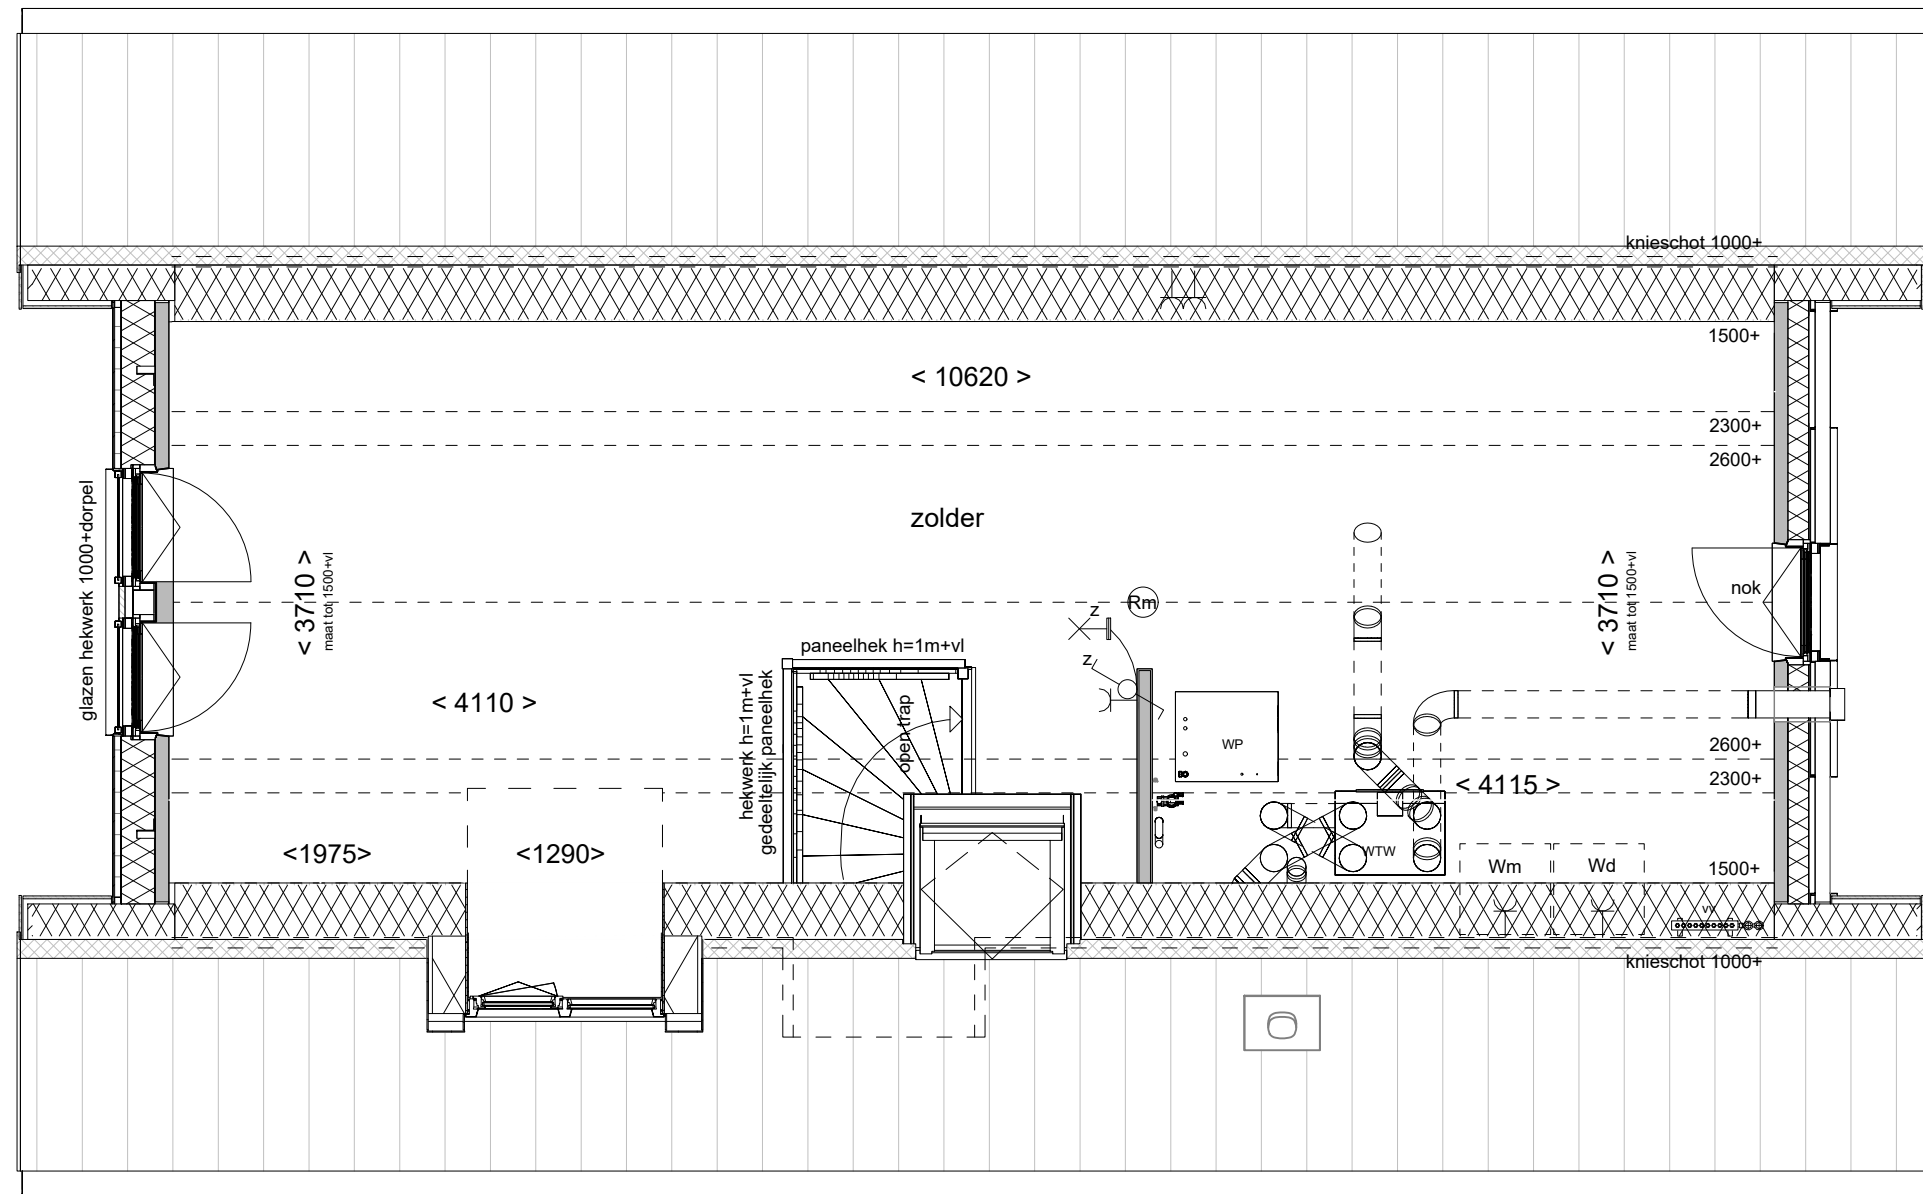 knieschot 1000+
1500+
< 10620 >
2300+
2600+
zolder
glazen hekwerk 1000+dorpel
< 3710 >
maat tot 1500+vl
Rm
z
z
nok
< 3710 >
maat tot 1500+vl
paneelhek h=1m+vl
hekwerk h=1m+vl
gedeeltelijk paneelhek
open trap
< 4110 >
WP
2600+
2300+
< 4115 >
<1975>
<1290>
WTW
Wm
Wd
1500+
vv
knieschot 1000+